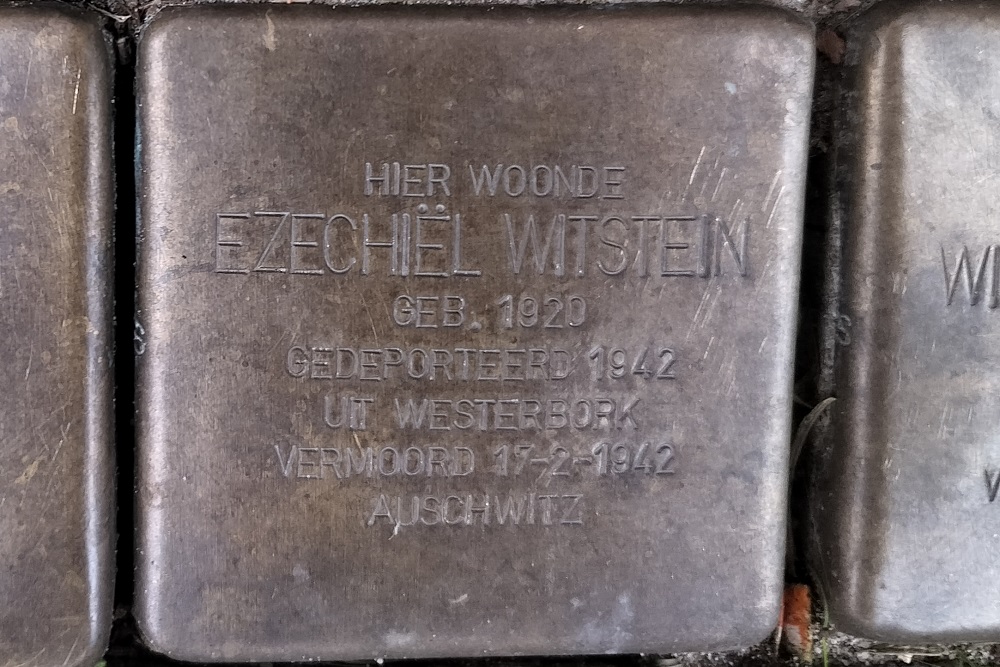 HIER WOONDE
EZECHIËL WITSTEIN
GEB. 1920
GEDEPORTEERD 1942
UIT WESTERBORK
VERMOORD 17-2-1942
AUSCHWITZ